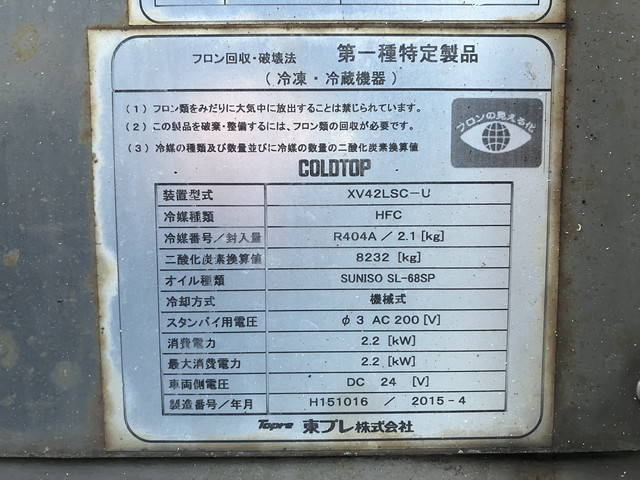 フロン回収・破壊法 第一種特定製品
(冷凍・冷蔵機器)
(1) フロン類をみだりに大気中に放出することは禁じられています。
(2) この製品を破棄・整備するには、フロン類の回収が必要です。
(3) 冷媒の種類及び数量並びに冷媒の数量の二酸化炭素換算値
フロンの見える化
COLDTOP
装置型式 XV42LSC-U
冷媒種類 HFC
冷媒番号/封入量 R404A / 2.1 [kg]
二酸化炭素換算値 8232 [kg]
オイル種類 SUNISO SL-68SP
冷却方式 機械式
スタンバイ用電圧 φ3 AC 200 [V]
消費電力 2.2 [kW]
最大消費電力 2.2 [kW]
車両側電圧 DC 24 [V]
製造番号/年月 H151016 / 2015-4
Topre 東プレ株式会社